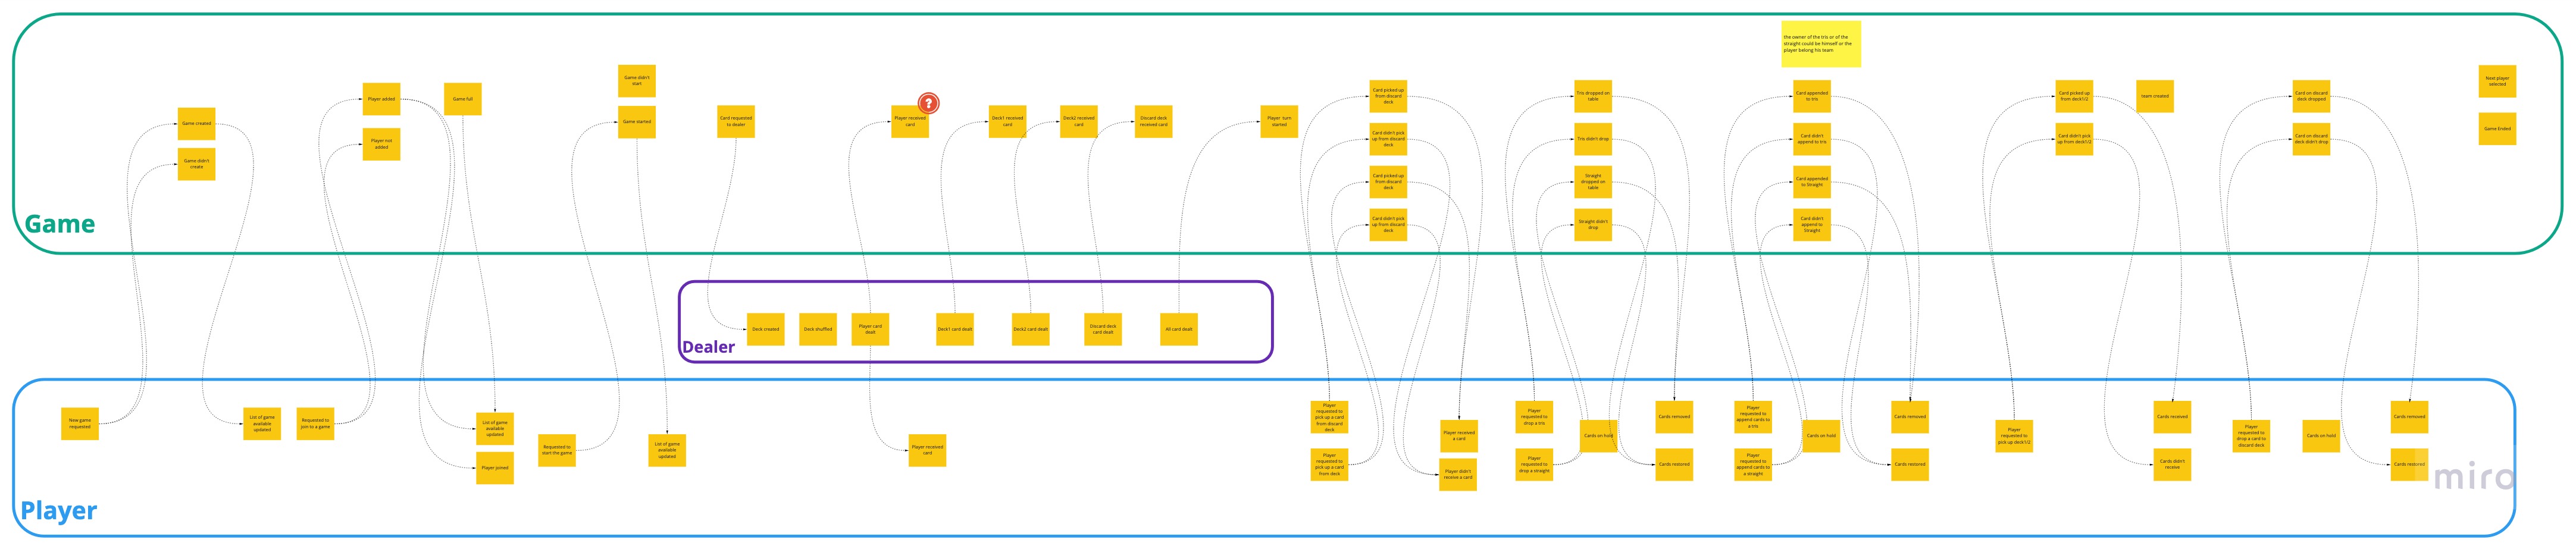 the owner of the tris or of the
straight could be himself or the
player belong his team
Game didn't
start
Next player
selected
Player added
Game full
Card picked up
from discard
deck
Tris dropped on
table
Card appended
to tris
Card picked up
from deck1/2
team created
Card on discard
deck dropped
Game created
Game started
Card requested
to dealer
Player received
card
?
Deck1 received
card
Deck2 received
card
Discard deck
received card
Player turn
started
Game Ended
Player not
added
Card didn't pick
up from discard
deck
Tris didn't drop
Card didn't
append to tris
Card didn't pick
up from deck1/2
Card on discard
deck didn't drop
Game didn't
create
Card picked up
from discard
deck
Straight
dropped on
table
Card appended
to Straight
Card didn't pick
up from discard
deck
Straight didn't
drop
Card didn't
append to
Straight
Game
Deck created
Deck shuffled
Player card
dealt
Deck1 card dealt
Deck2 card dealt
Discard deck
card dealt
All card dealt
Dealer
New game
requested
List of game
available
updated
Requested to
join to a game
List of game
available
updated
Player joined
Requested to
start the game
List of game
available
updated
Player received
card
Player
requested to
pick up a card
from discard
deck
Player
requested to
pick up a card
from deck
Player received
a card
Player didn't
receive a card
Player
requested to
drop a tris
Player
requested to
drop a straight
Cards on hold
Cards removed
Cards restored
Player
requested to
append cards to
a tris
Player
requested to
append cards to
a straight
Cards on hold
Cards removed
Cards restored
Player
requested to
pick up deck1/2
Cards received
Cards didn't
receive
Player
requested to
drop a card to
discard deck
Cards on hold
Cards removed
Cards restored
Player
miro